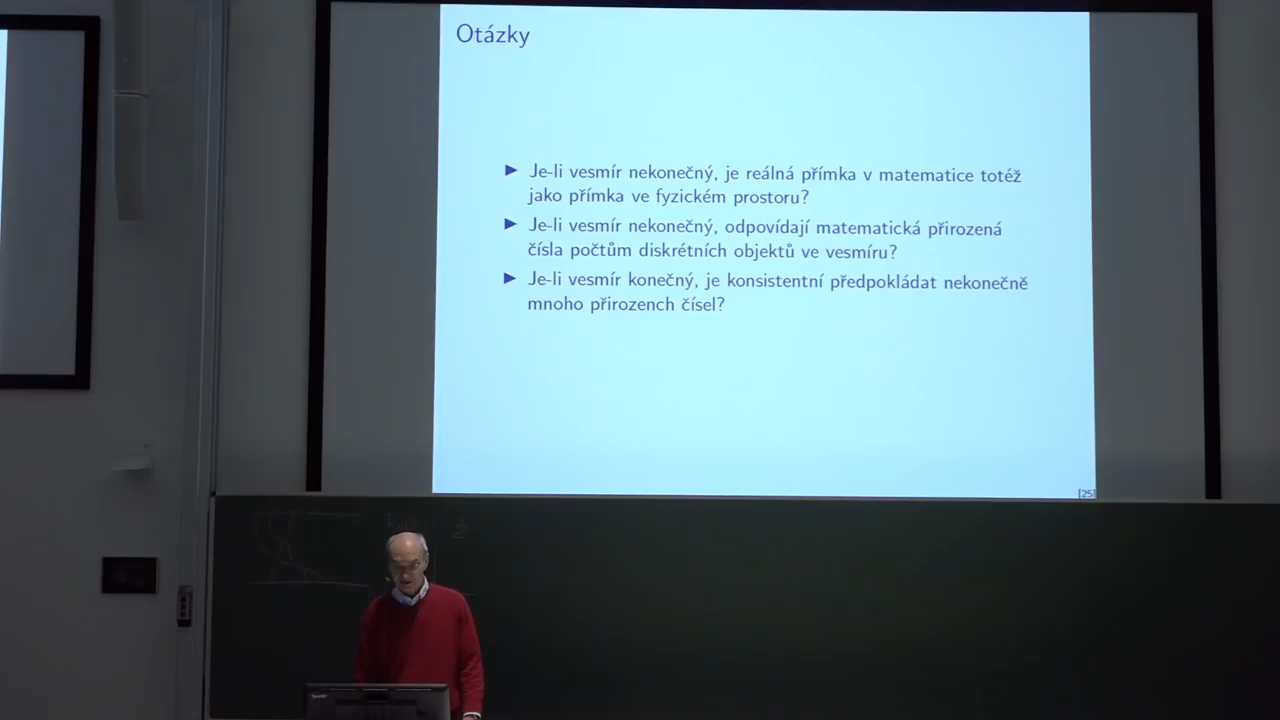 Otázky
▶ Je-li vesmír nekonečný, je reálná přímka v matematice totéž
jako přímka ve fyzickém prostoru?
▶ Je-li vesmír nekonečný, odpovídají matematická přirozená
čísla počtům diskrétních objektů ve vesmíru?
▶ Je-li vesmír konečný, je konsistentní předpokládat nekonečně
mnoho přirozench čísel?
[25]